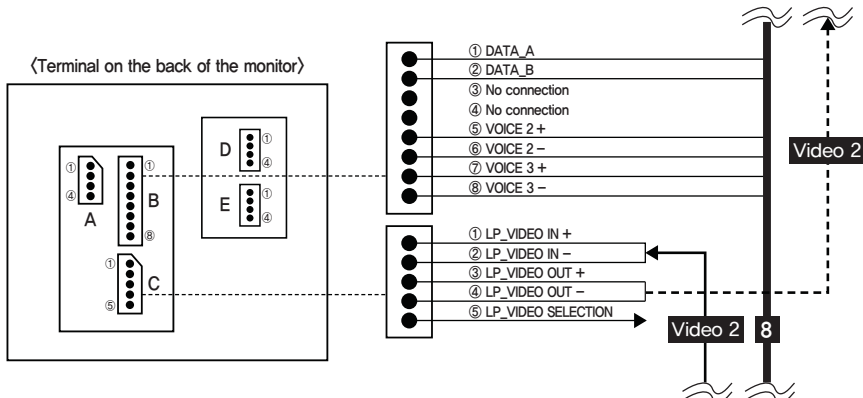 〈Terminal on the back of the monitor〉
① DATA_A
② DATA_B
③ No connection
④ No connection
⑤ VOICE 2 +
⑥ VOICE 2 −
⑦ VOICE 3 +
⑧ VOICE 3 −
Video 2
D
①
④
E
①
④
①
④
A
①
B
⑧
①
C
⑤
① LP_VIDEO IN +
② LP_VIDEO IN −
③ LP_VIDEO OUT +
④ LP_VIDEO OUT −
⑤ LP_VIDEO SELECTION
Video 2
8